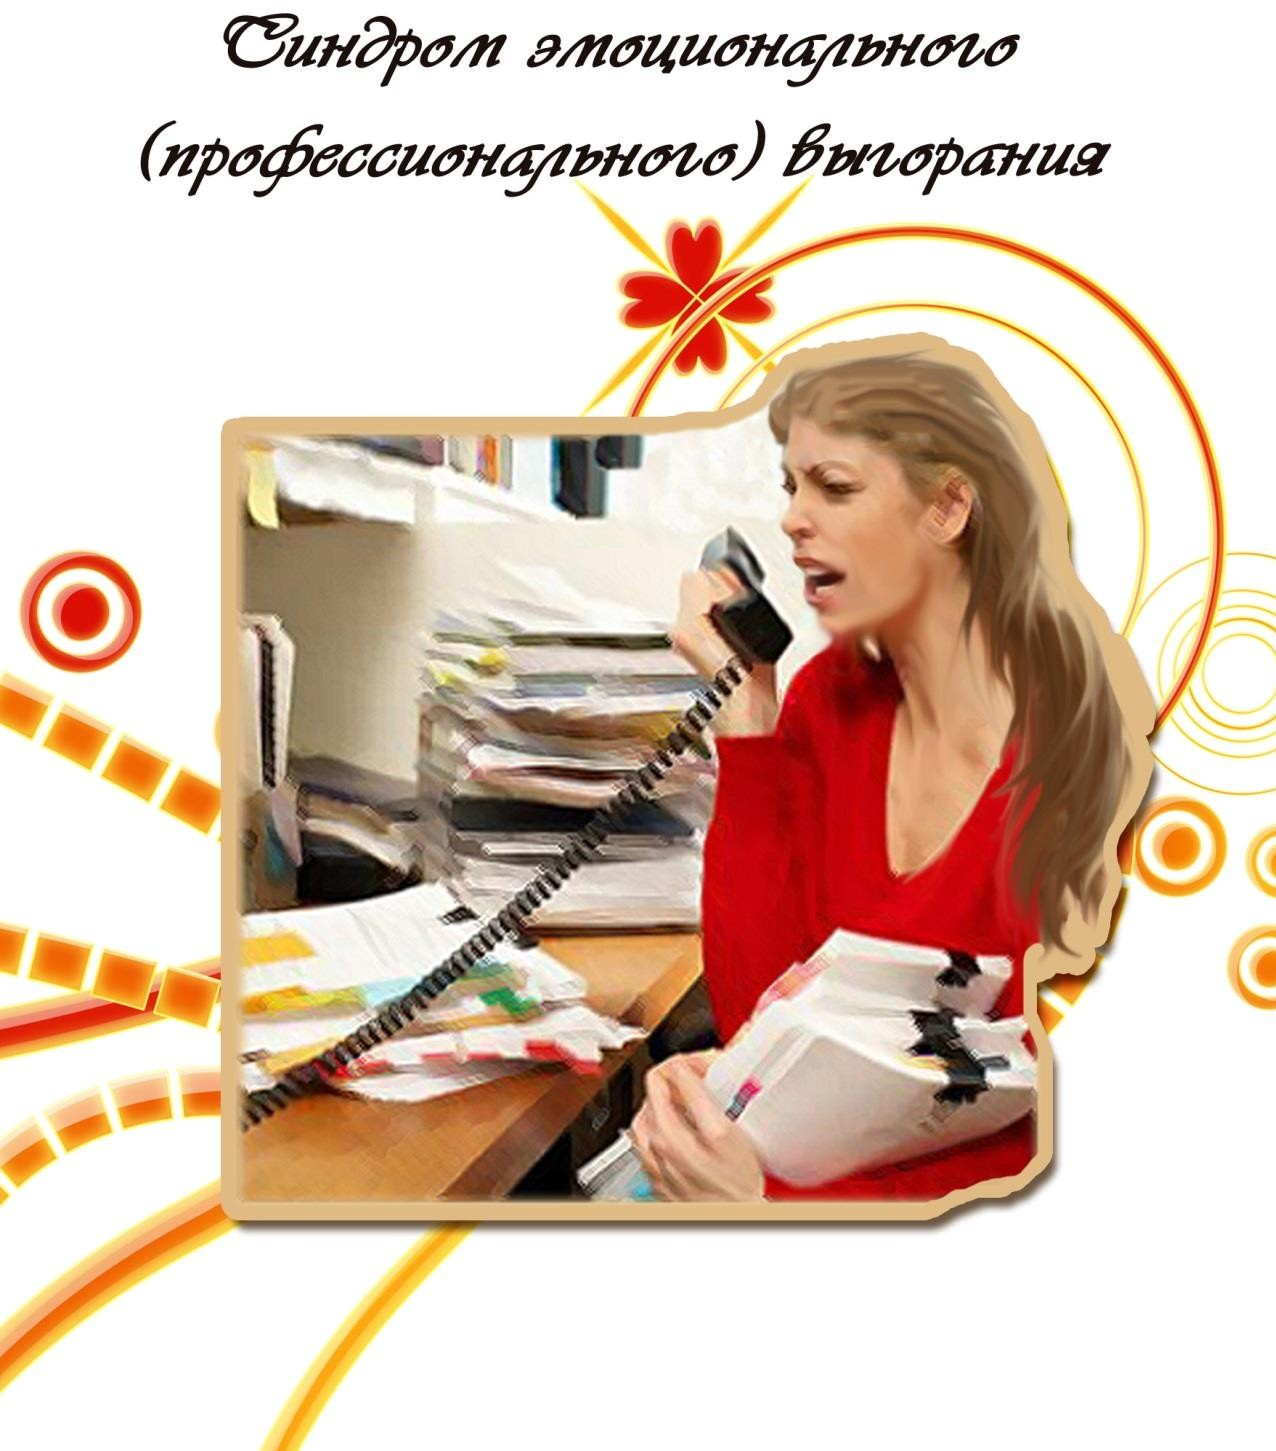 Синдром эмоционального
(профессионального) выгорания